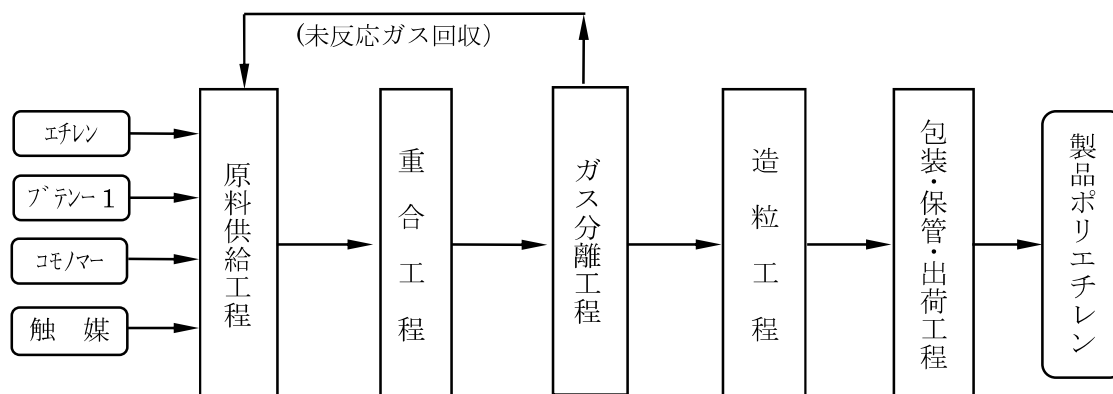 (未反応ガス回収)
エチレン
ブテンー1
コモノマー
触 媒
原料供給工程
重合工程
ガス分離工程
造粒工程
包装・保管・出荷工程
製品ポリエチレン